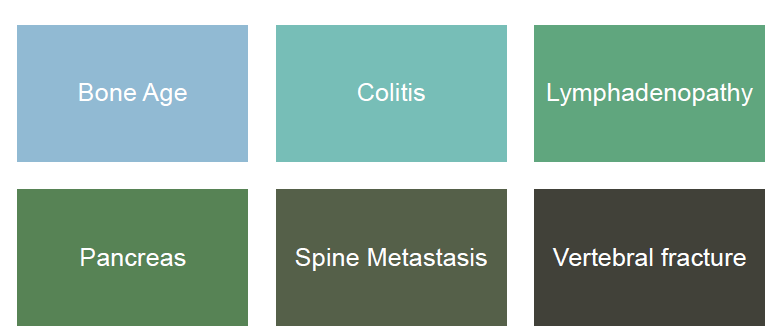 Bone Age
Colitis
Lymphadenopathy
Pancreas
Spine Metastasis
Vertebral fracture